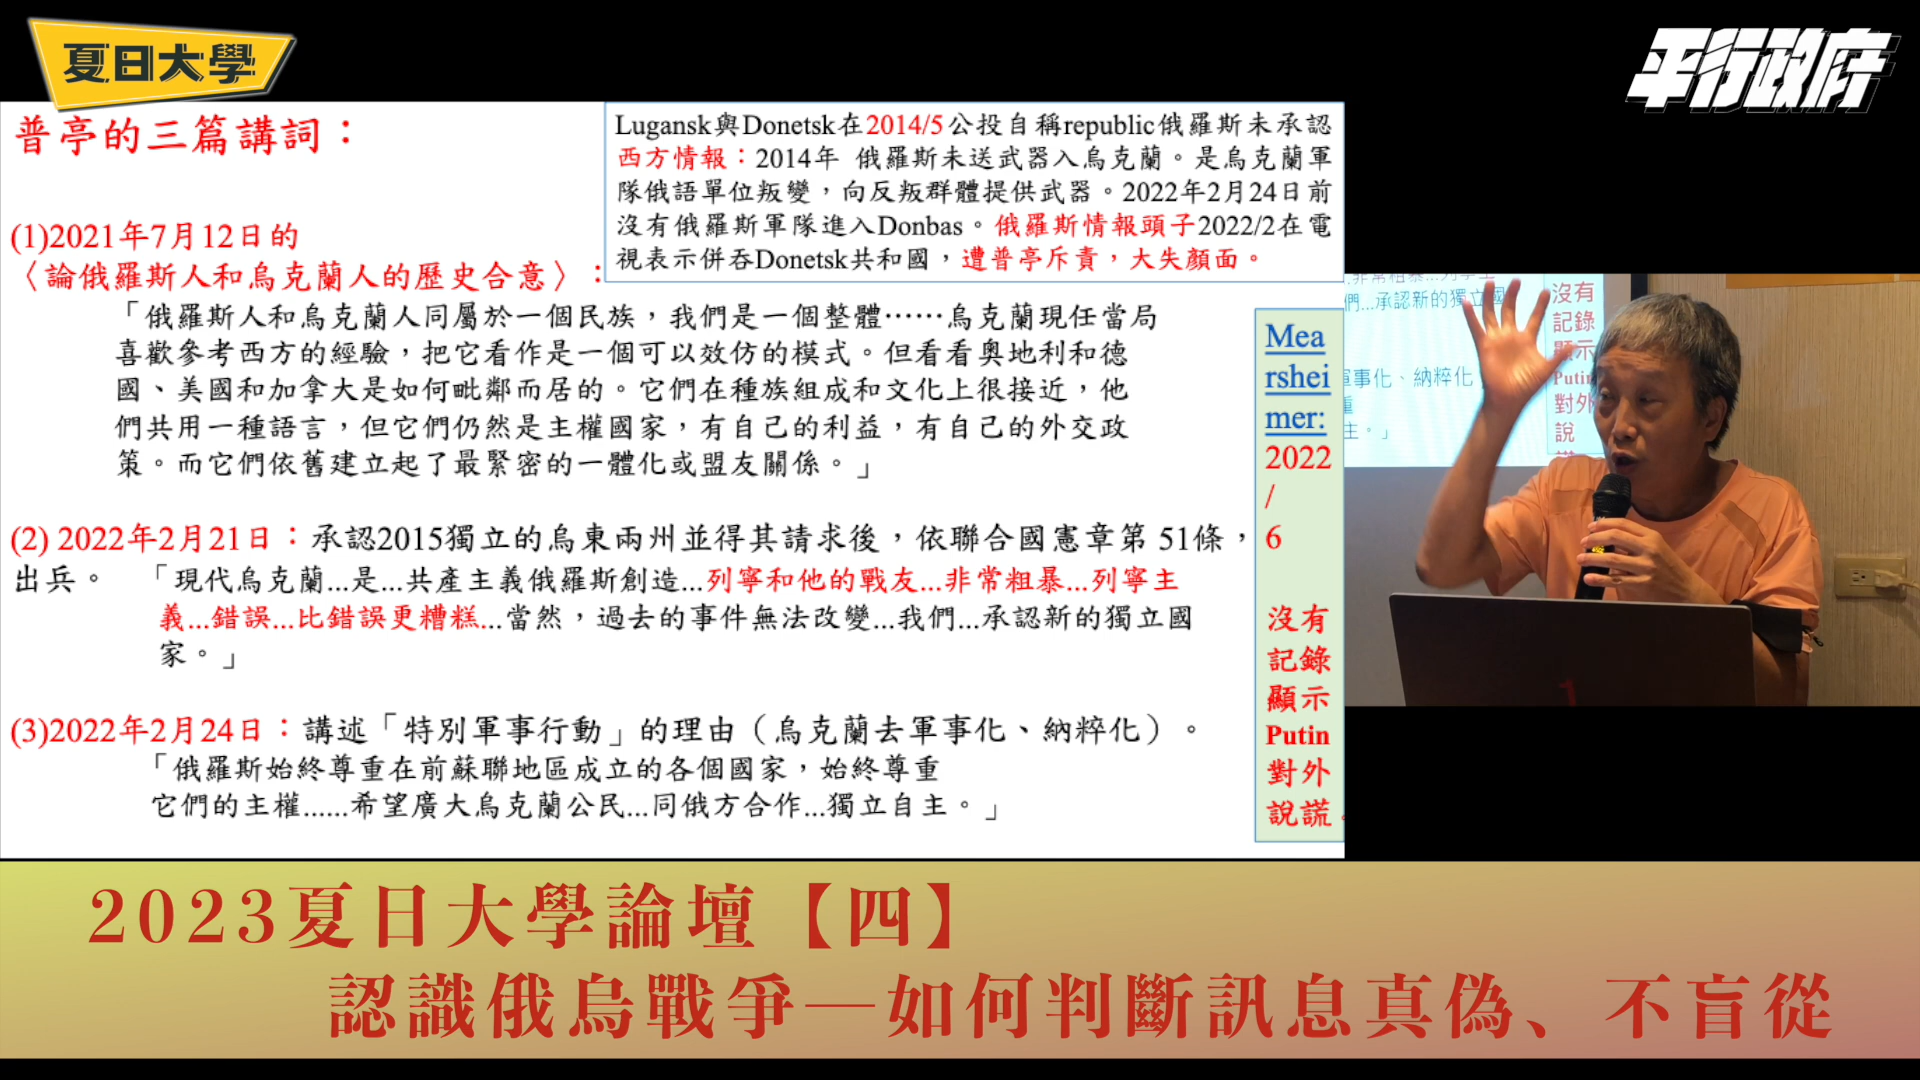 夏日大學
平行政府
普亭的三篇講詞：
Lugansk與Donetsk在2014/5公投自稱republic俄羅斯未承認
西方情報：2014年 俄羅斯未送武器入烏克蘭。是烏克蘭軍
隊俄語單位叛變，向反叛群體提供武器。2022年2月24日前
沒有俄羅斯軍隊進入Donbas。俄羅斯情報頭子2022/2在電
視表示併吞Donetsk共和國，遭普亭斥責，大失顏面。
(1)2021年7月12日的
〈論俄羅斯人和烏克蘭人的歷史合意〉：
「俄羅斯人和烏克蘭人同屬於一個民族，我們是一個整體⋯⋯烏克蘭現任當局
喜歡參考西方的經驗，把它看作是一個可以效仿的模式。但看看奧地利和德
國、美國和加拿大是如何毗鄰而居的。它們在種族組成和文化上很接近，他
們共用一種語言，但它們仍然是主權國家，有自己的利益，有自己的外交政
策。而它們依舊建立起了最緊密的一體化或盟友關係。」
(2) 2022年2月21日：承認2015獨立的烏東兩州並得其請求後，依聯合國憲章第 51條，
出兵。 「現代烏克蘭...是...共產主義俄羅斯創造...列寧和他的戰友...非常粗暴...列寧主
義...錯誤...比錯誤更糟糕...當然，過去的事件無法改變...我們...承認新的獨立國
家。」
(3)2022年2月24日：講述「特別軍事行動」的理由（烏克蘭去軍事化、納粹化）。
「俄羅斯始終尊重在前蘇聯地區成立的各個國家，始終尊重
它們的主權......希望廣大烏克蘭公民...同俄方合作...獨立自主。」
Mea
rshei
mer:
2022
/
6
沒有
記錄
顯示
Putin
對外
說謊。
們...承認新的獨立國
軍事化、納粹化
重
主。」
沒有
記錄
顯示
Putin
對外
說
2023夏日大學論壇【四】
認識俄烏戰爭—如何判斷訊息真偽、不盲從